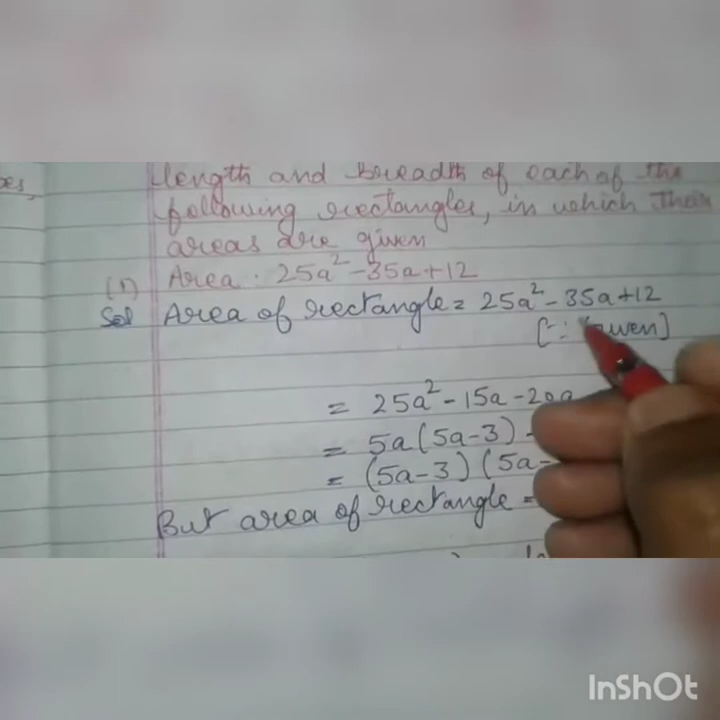 length and breadth of each of the
following rectangles, in which their
areas are given
(1) Area : 25a² - 35a + 12
Sol Area of rectangle = 25a² - 35a + 12
[∵ Given]
= 25a² - 15a - 20a
= 5a(5a-3) -
= (5a-3) (5a-
But area of rectangle =
InShOt